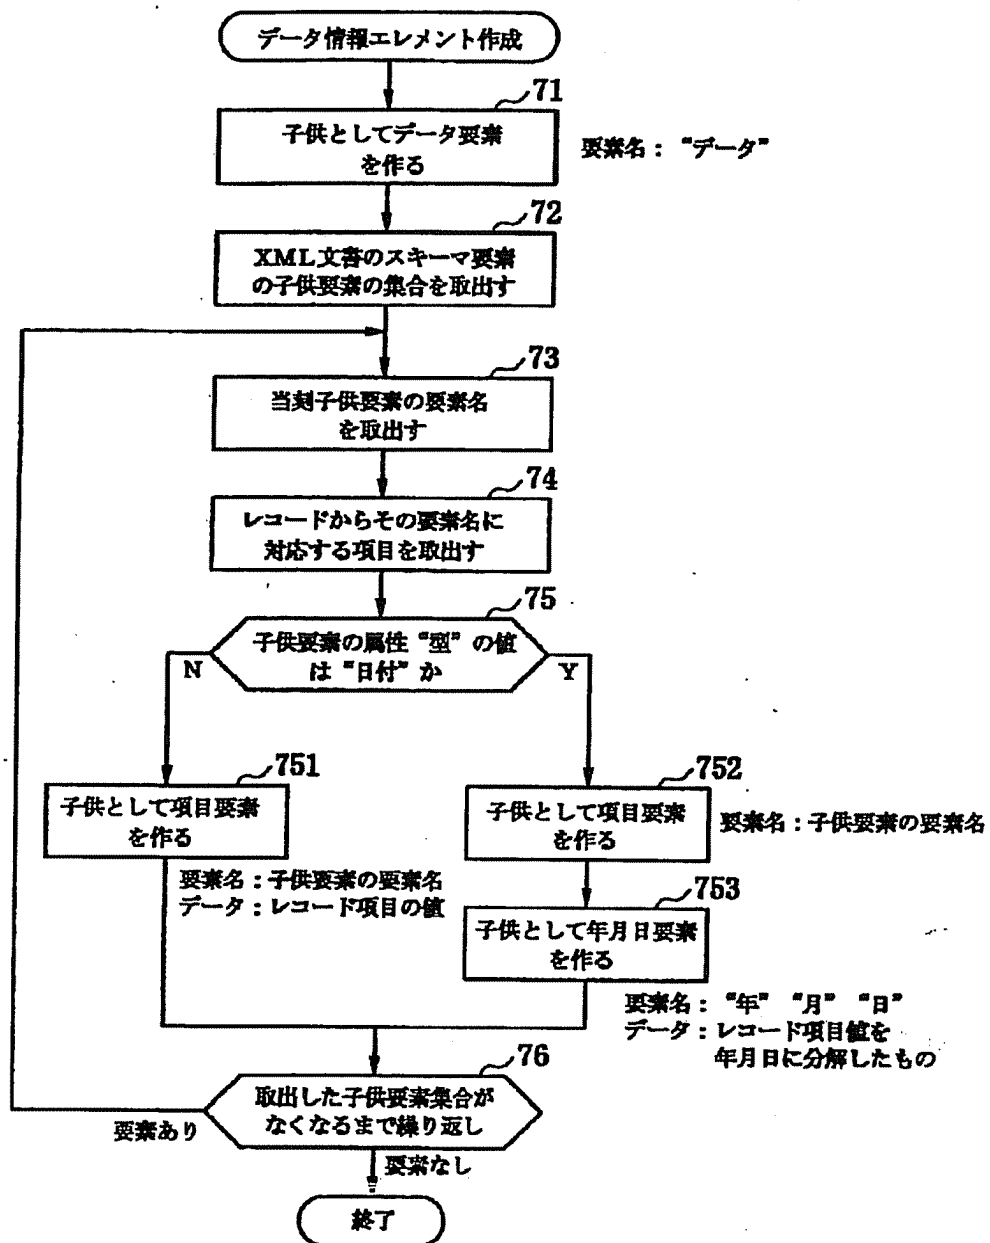 データ情報エレメント作成
71
子供としてデータ要素
を作る
要素名：“データ”
72
XML文書のスキーマ要素
の子供要素の集合を取出す
73
当刻子供要素の要素名
を取出す
74
レコードからその要素名に
対応する項目を取出す
75
子供要素の属性“型”の値
は“日付”か
N
Y
751
子供として項目要素
を作る
要素名：子供要素の要素名
データ：レコード項目の値
752
子供として項目要素
を作る
要素名：子供要素の要素名
753
子供として年月日要素
を作る
要素名：“年”“月”“日”
データ：レコード項目値を
年月日に分解したもの
76
取出した子供要素集合が
なくなるまで繰り返し
要素あり
要素なし
終了